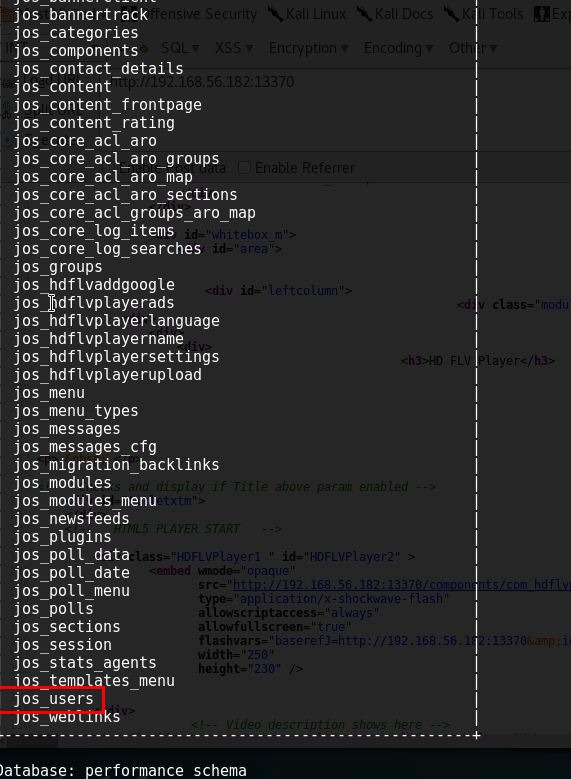 jos_bannertrack
Offensive Security Kali Linux Kali Docs Kali Tools
jos_categories
jos_components
SQL XSS Encryption Encoding Other
jos_contact_details
jos_content
http://192.168.56.182:13370
jos_content_frontpage
jos_content_rating
jos_core_acl_aro
jos_core_acl_aro_groups
Post data Enable Referrer
jos_core_acl_aro_map
jos_core_acl_aro_sections
jos_core_acl_groups_aro_map
jos_core_log_items
id="whitebox_m">
jos_core_log_searches
id="area">
jos_groups
jos_hdflvaddgoogle
<div id="leftcolumn">
jos_hdflvplayerads
<div class="modu
jos_hdflvplayerlanguage
jos_hdflvplayername
jos_hdflvplayersettings
<h3>HD FLV Player</h3>
jos_hdflvplayerupload
jos_menu
jos_menu_types
jos_messages
jos_messages_cfg
jos_migration_backlinks
jos_modules
and display if Title above param enabled -->
jos_modules_menu
jos_newsfeeds
HTML5 PLAYER START -->
jos_plugins
jos_poll_data
class="HDFLVPlayer1 " id="HDFLVPlayer2" >
jos_poll_date
<embed wmode="opaque"
src="http://192.168.56.182:13370/components/com_hdflvp
jos_poll_menu
type="application/x-shockwave-flash"
jos_polls
allowscriptaccess="always"
jos_sections
allowfullscreen="true"
jos_session
flashvars="baserefJ=http://192.168.56.182:13370&amp;i
jos_stats_agents
width="250"
height="230" />
jos_templates_menu
jos_users
jos_weblinks
<!-- Video description shows here -->
Database: performance schema